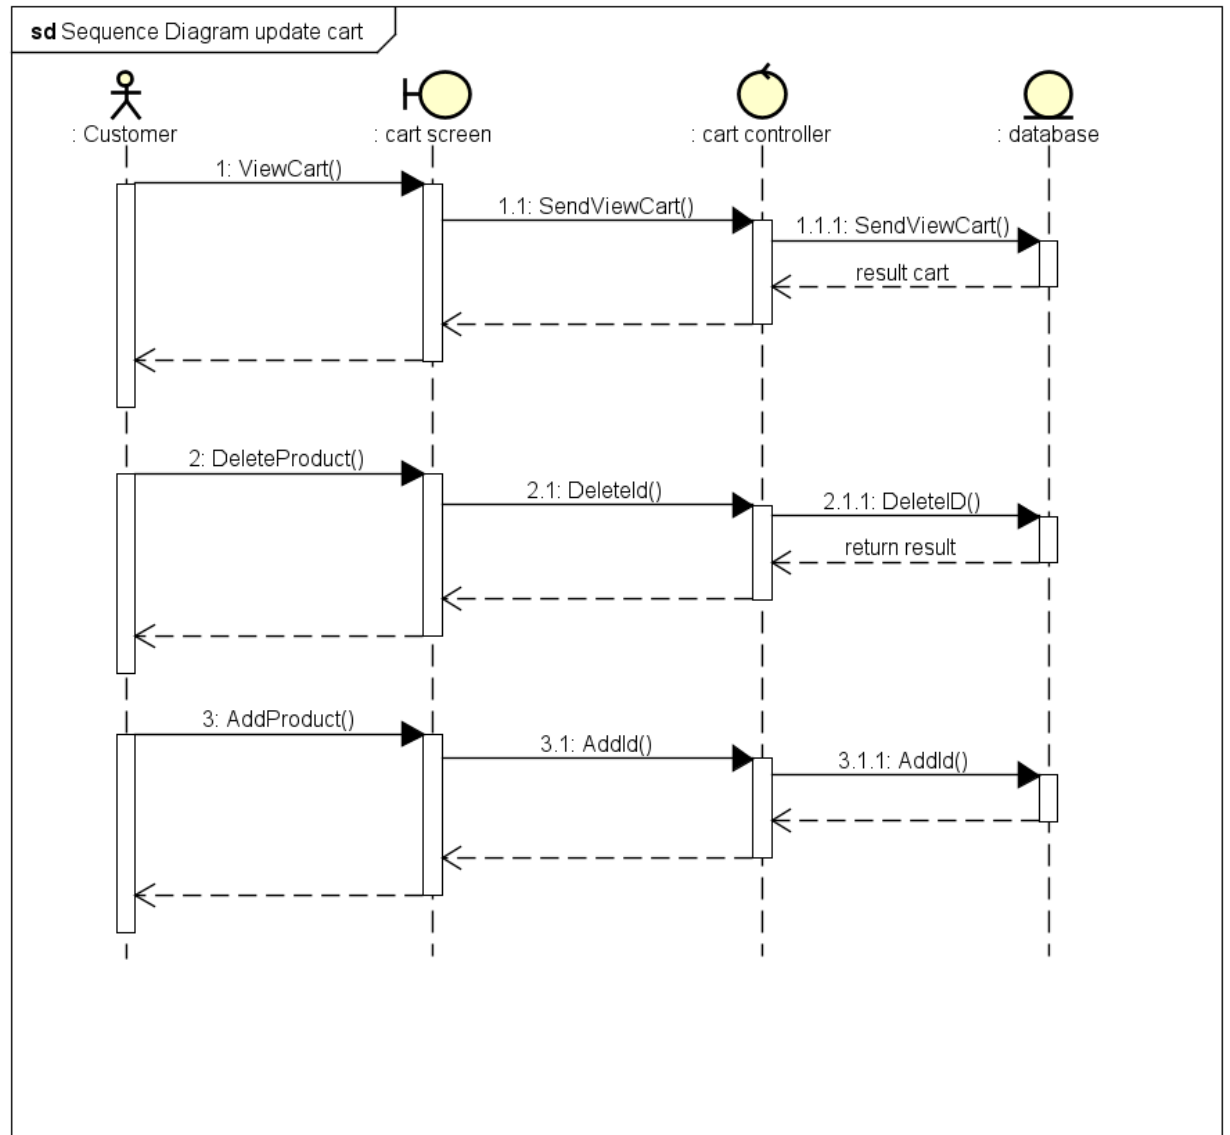 sd Sequence Diagram update cart
: Customer
: cart screen
: cart controller
: database
1: ViewCart()
1.1: SendViewCart()
1.1.1: SendViewCart()
result cart
2: DeleteProduct()
2.1: DeleteId()
2.1.1: DeleteID()
return result
3: AddProduct()
3.1: AddId()
3.1.1: AddId()